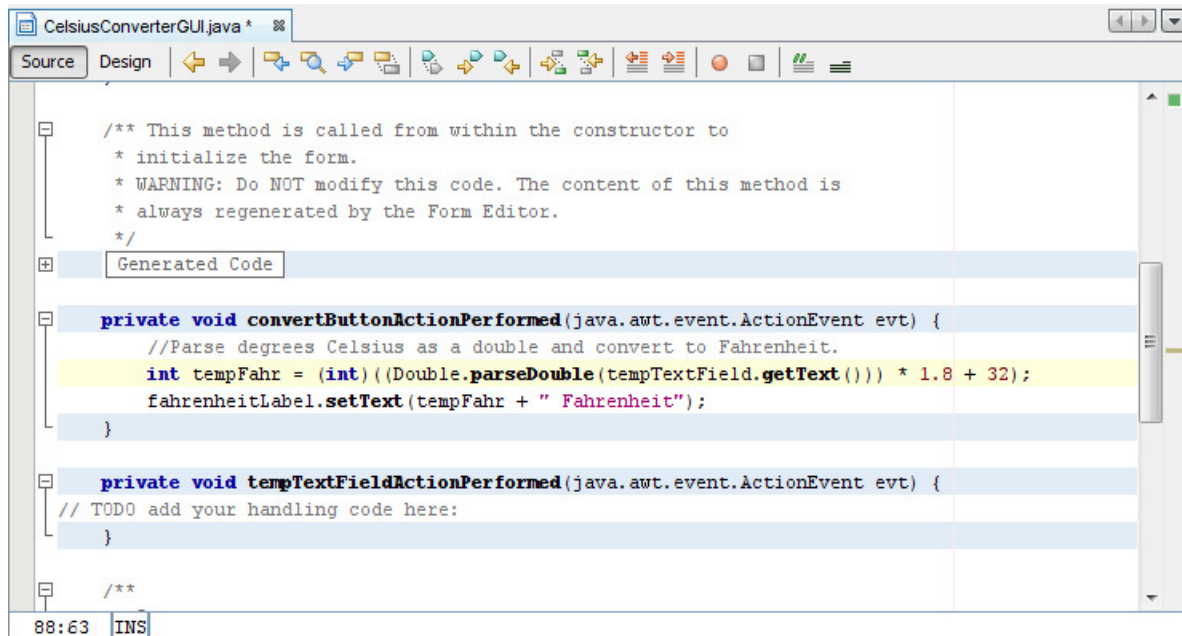 CelsiusConverterGUI.java *
Source Design
/** This method is called from within the constructor to
* initialize the form.
* WARNING: Do NOT modify this code. The content of this method is
* always regenerated by the Form Editor.
*/
Generated Code
private void convertButtonActionPerformed(java.awt.event.ActionEvent evt) {
//Parse degrees Celsius as a double and convert to Fahrenheit.
int tempFahr = (int)((Double.parseDouble(tempTextField.getText())) * 1.8 + 32);
fahrenheitLabel.setText(tempFahr + " Fahrenheit");
}
private void tempTextFieldActionPerformed(java.awt.event.ActionEvent evt) {
// TODO add your handling code here:
}
/**
88:63 INS